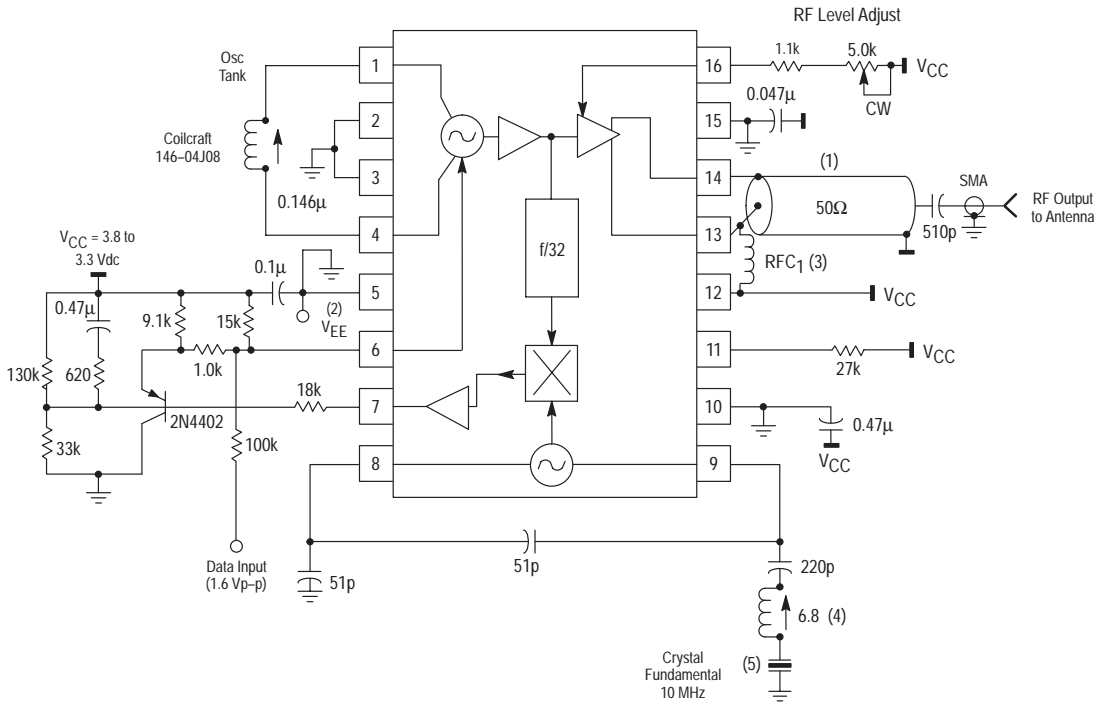 RF Level Adjust
Osc
Tank
Coilcraft
146–04J08
0.146µ
1
2
3
4
5
6
7
8
16
15
14
13
12
11
10
9
1.1k
5.0k
VCC
CW
0.047µ
(1)
50Ω
SMA
510p
RF Output
to Antenna
RFC1 (3)
VCC
27k
VCC
0.47µ
VCC
f/32
VCC = 3.8 to
3.3 Vdc
0.1µ
(2)
VEE
0.47µ
9.1k
15k
130k
620
1.0k
18k
2N4402
33k
100k
Data Input
(1.6 Vp–p)
51p
51p
220p
6.8 (4)
Crystal
Fundamental
10 MHz
(5)